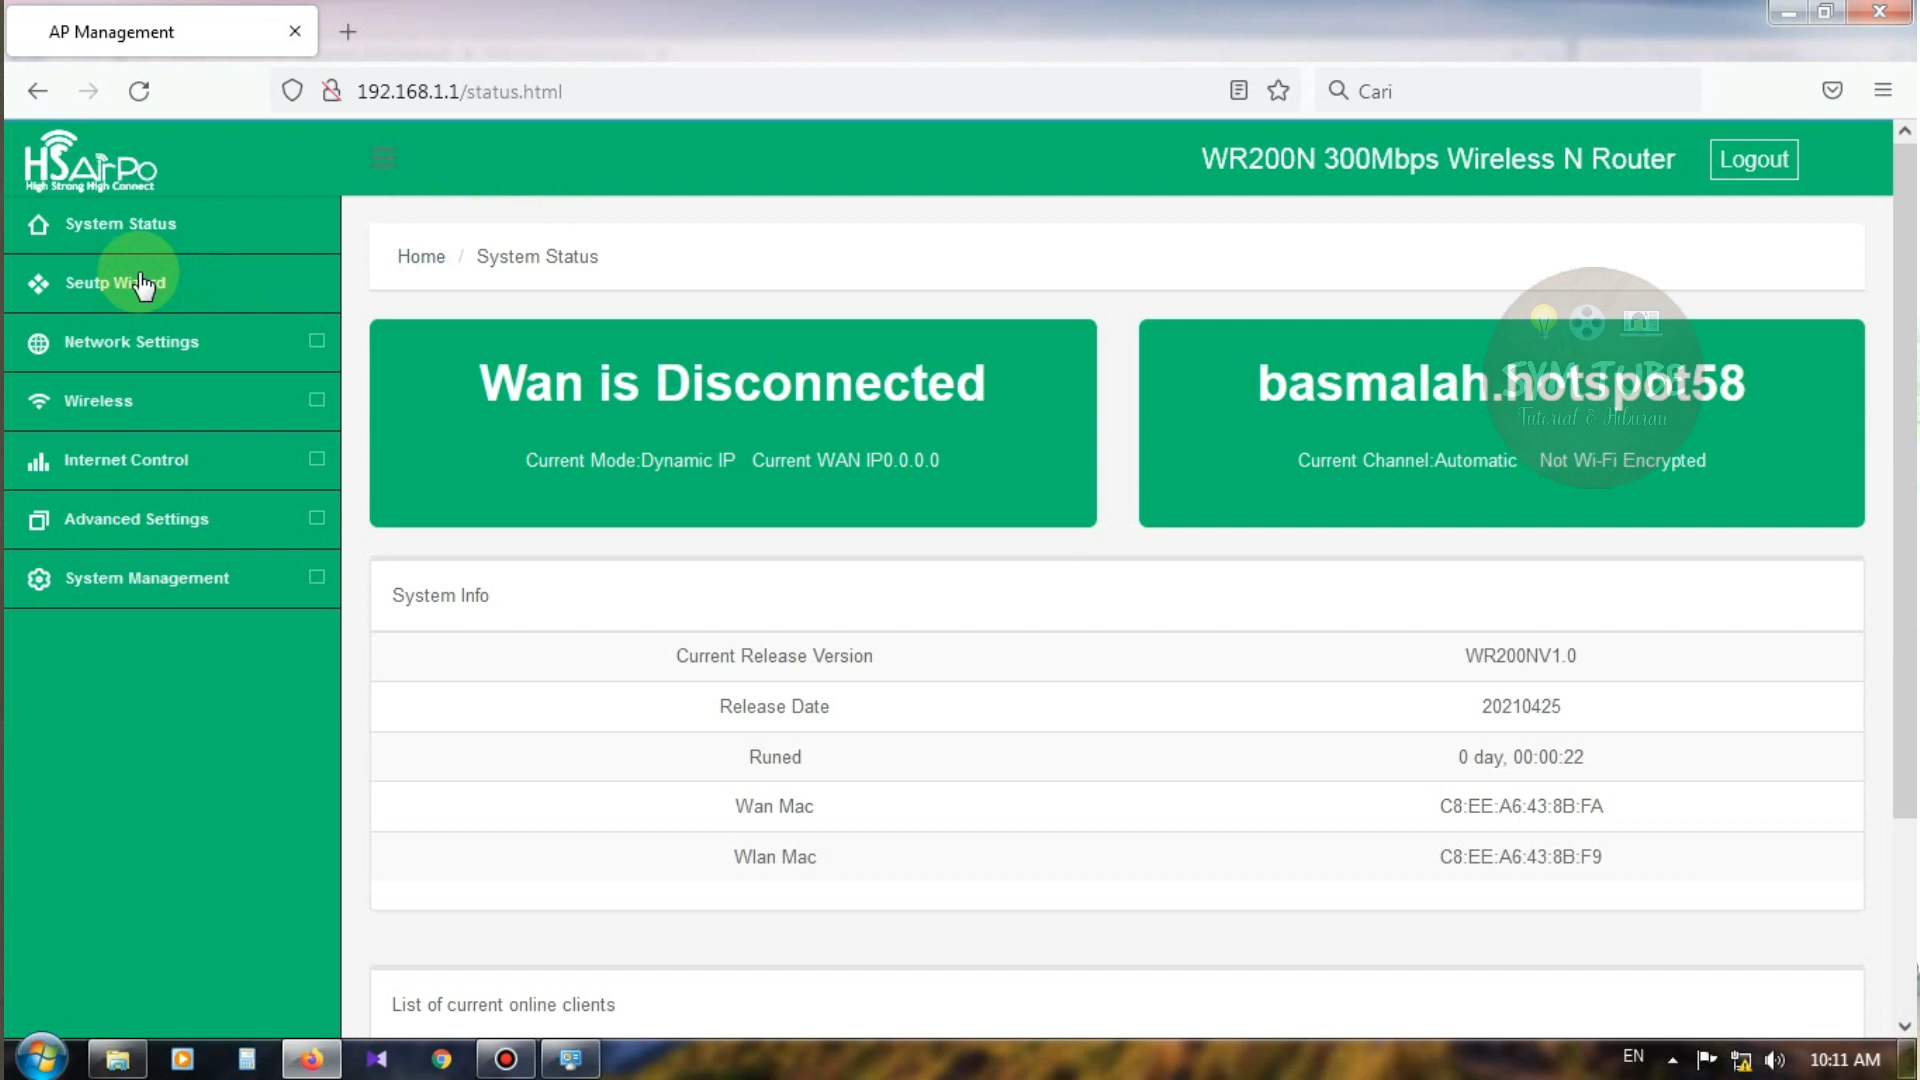 AP Management
192.168.1.1/status.html
Cari
HSAirPo
High Strong High Connect
WR200N 300Mbps Wireless N Router
Logout
System Status
Seutp Wizard
Network Settings
Wireless
Internet Control
Advanced Settings
System Management
Home / System Status
Wan is Disconnected
Current Mode:Dynamic IP Current WAN IP0.0.0.0
basmalah.hotspot58
Current Channel:Automatic Not Wi-Fi Encrypted
SYM TUBE
Tutorial & Hiburan
System Info
Current Release Version WR200NV1.0
Release Date 20210425
Runed 0 day, 00:00:22
Wan Mac C8:EE:A6:43:8B:FA
Wlan Mac C8:EE:A6:43:8B:F9
List of current online clients
EN
10:11 AM